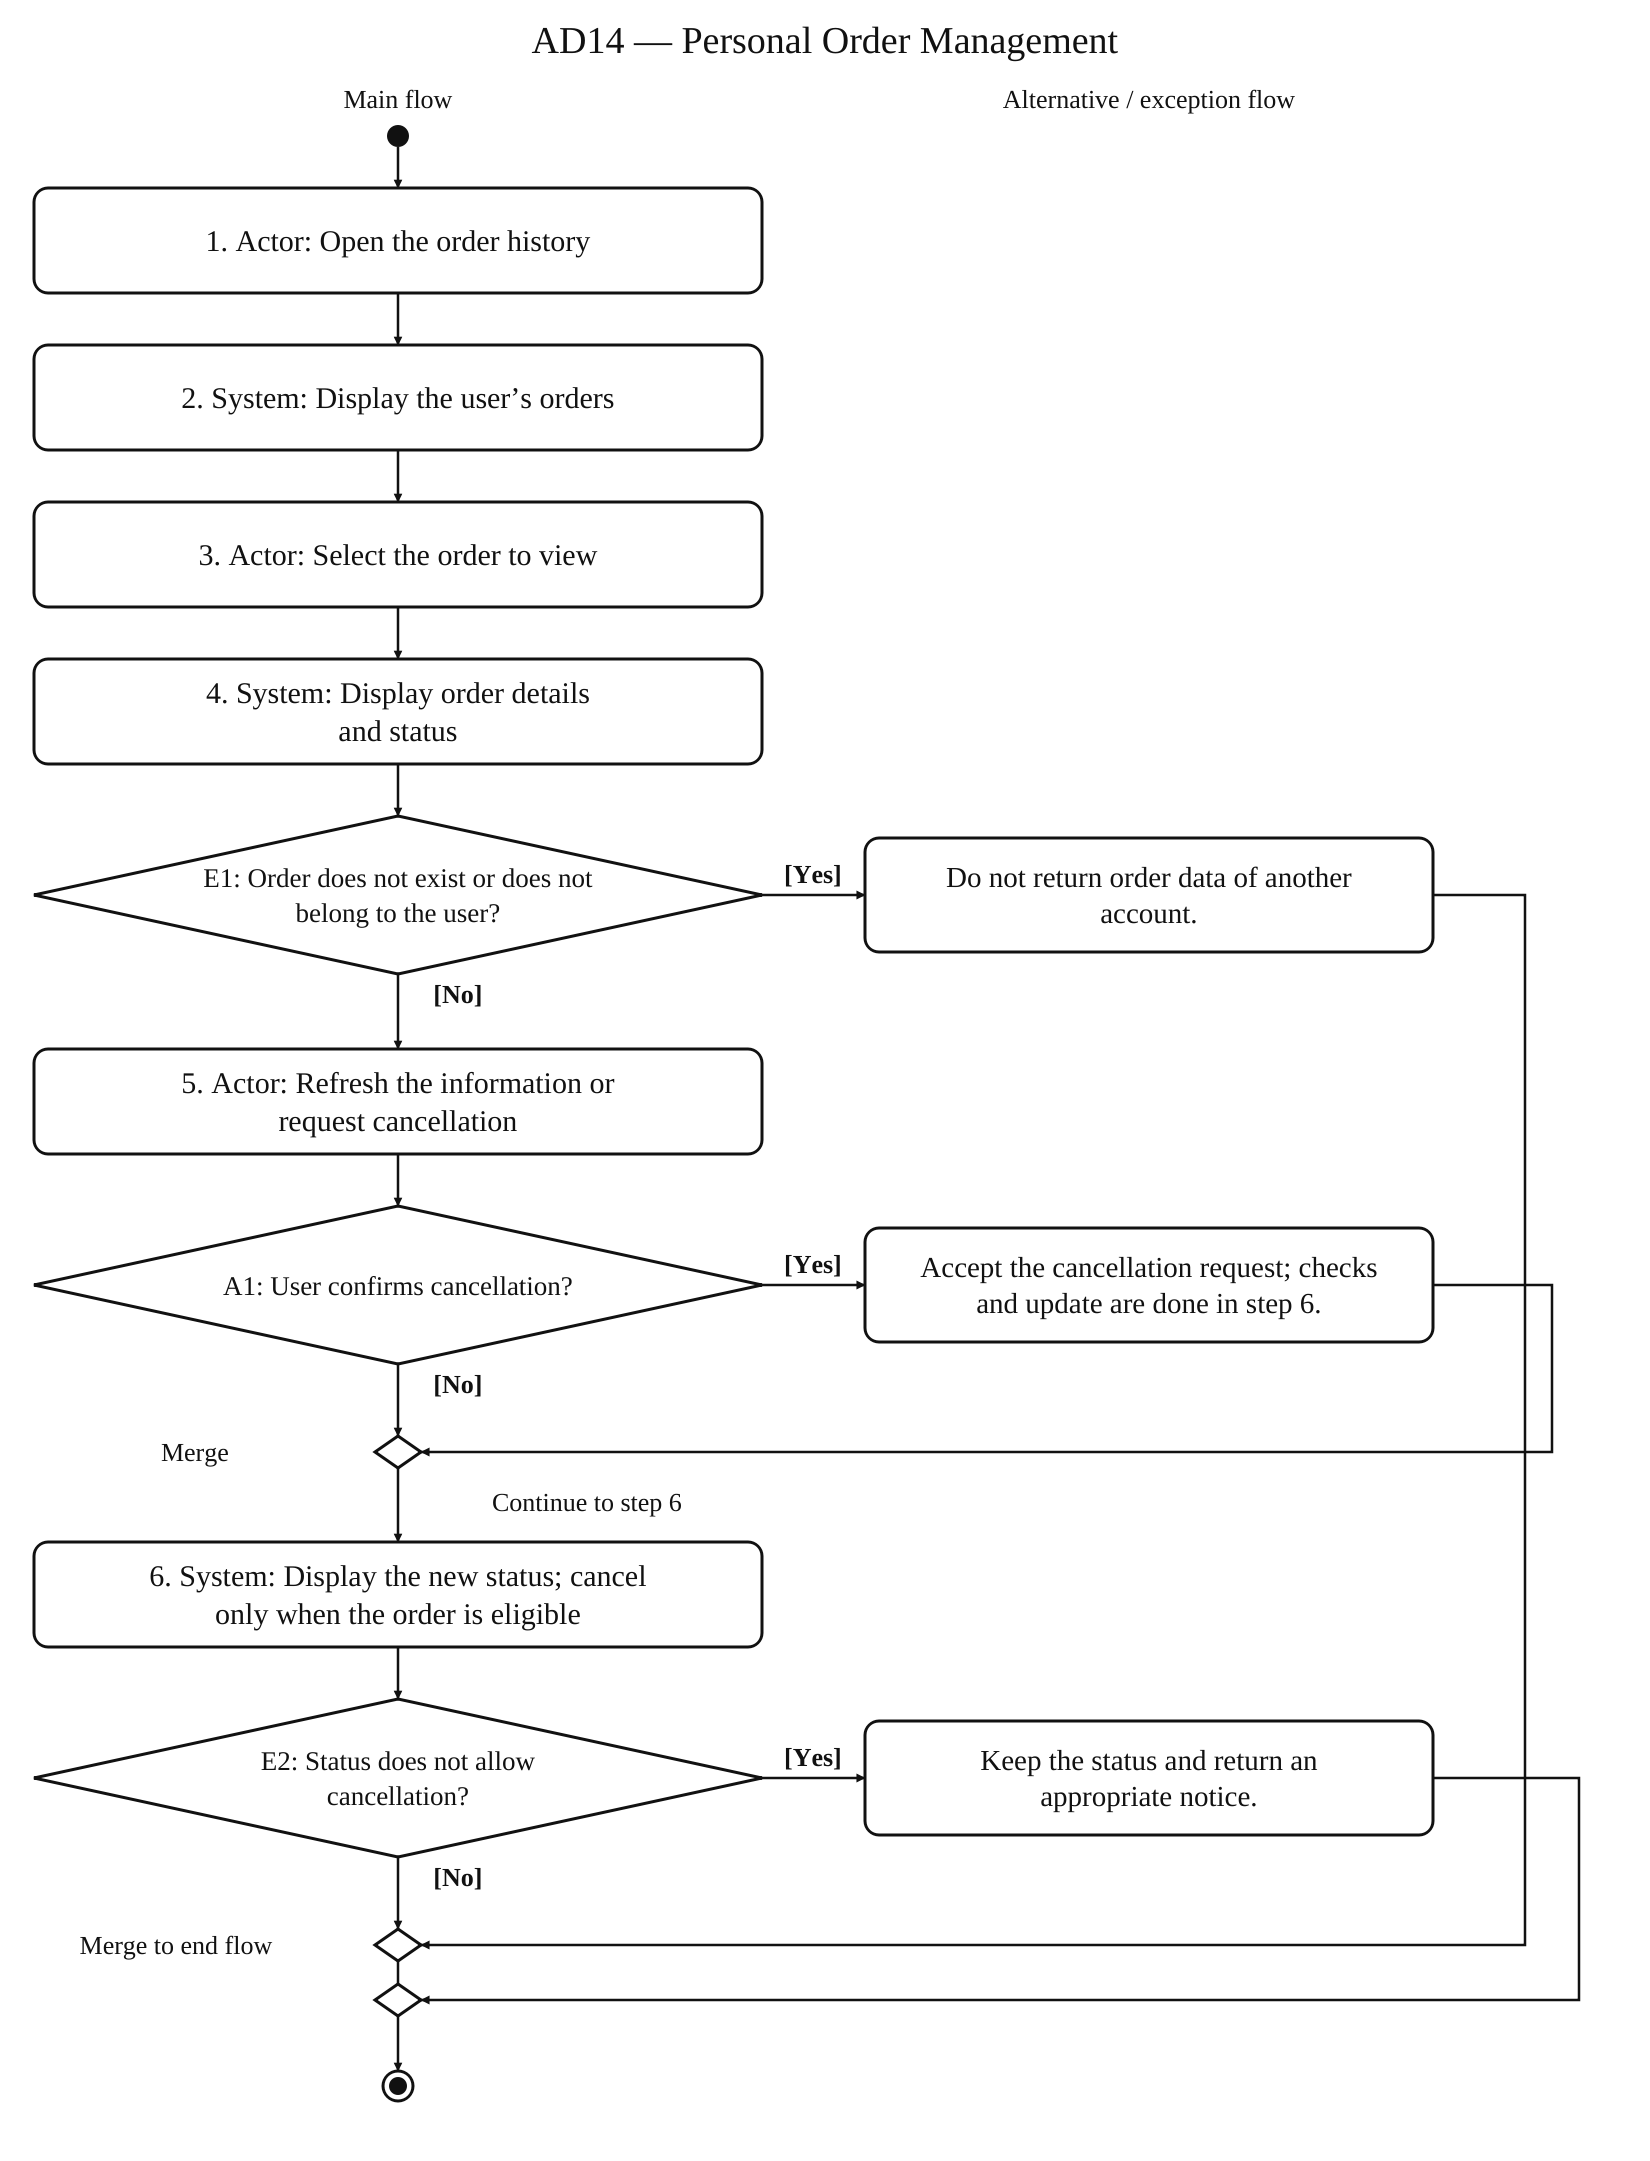 AD14 — Personal Order Management
Main flow
Alternative / exception flow
1. Actor: Open the order history
2. System: Display the user’s orders
3. Actor: Select the order to view
4. System: Display order details
and status
E1: Order does not exist or does not
belong to the user?
[Yes]
Do not return order data of another
account.
[No]
5. Actor: Refresh the information or
request cancellation
A1: User confirms cancellation?
[Yes]
Accept the cancellation request; checks
and update are done in step 6.
[No]
Merge
Continue to step 6
6. System: Display the new status; cancel
only when the order is eligible
E2: Status does not allow
cancellation?
[Yes]
Keep the status and return an
appropriate notice.
[No]
Merge to end flow